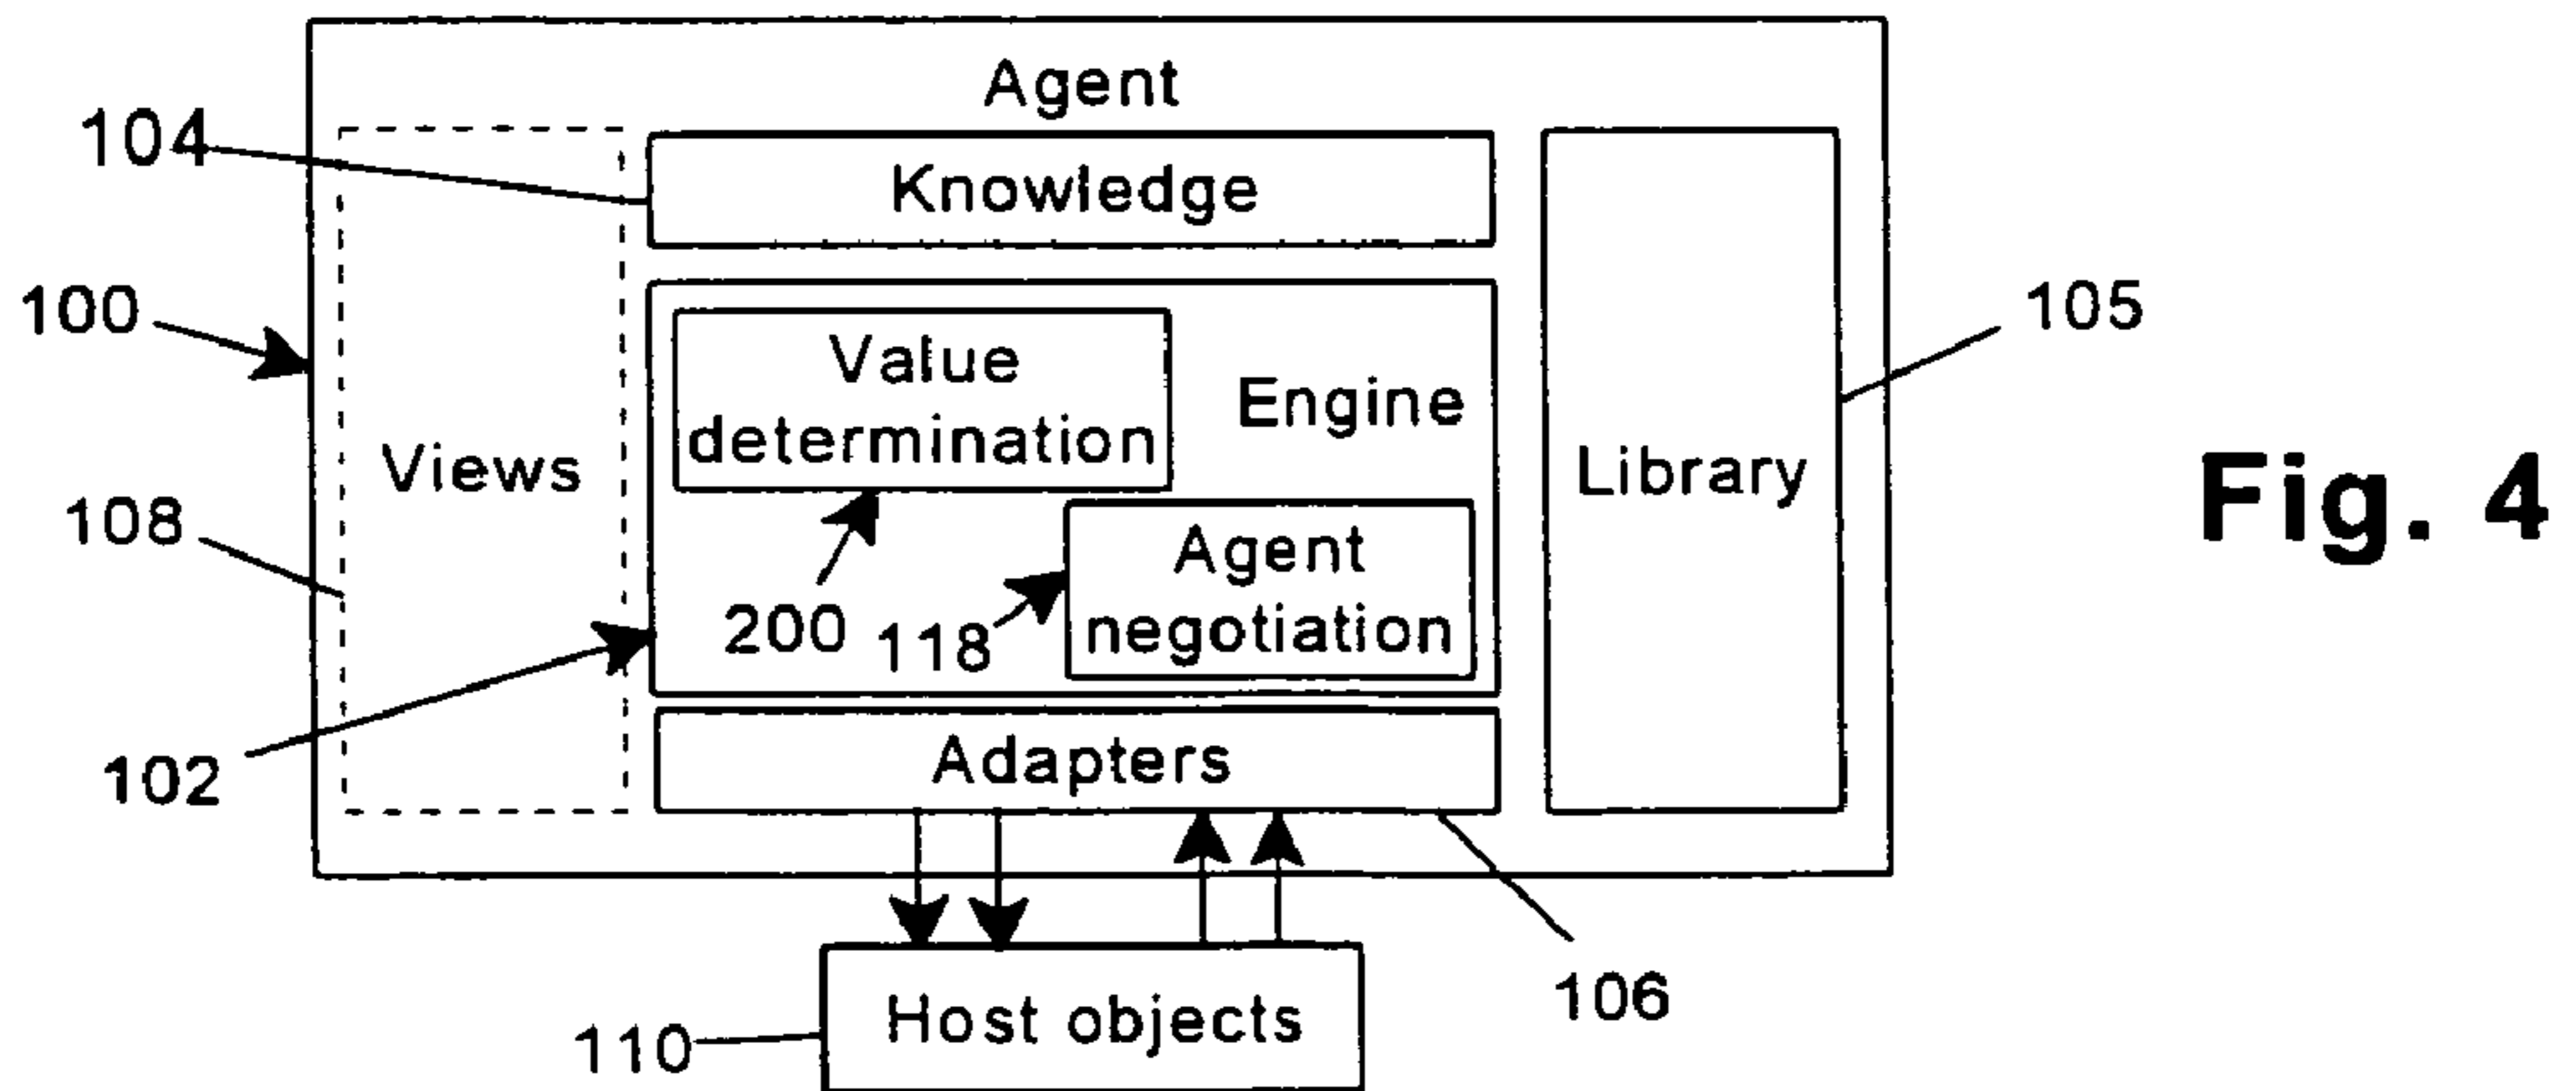 Agent
104
Knowledge
100
105
Value
determination
Engine
Views
Library
Fig. 4
108
Agent
negotiation
200
118
102
Adapters
106
110
Host objects